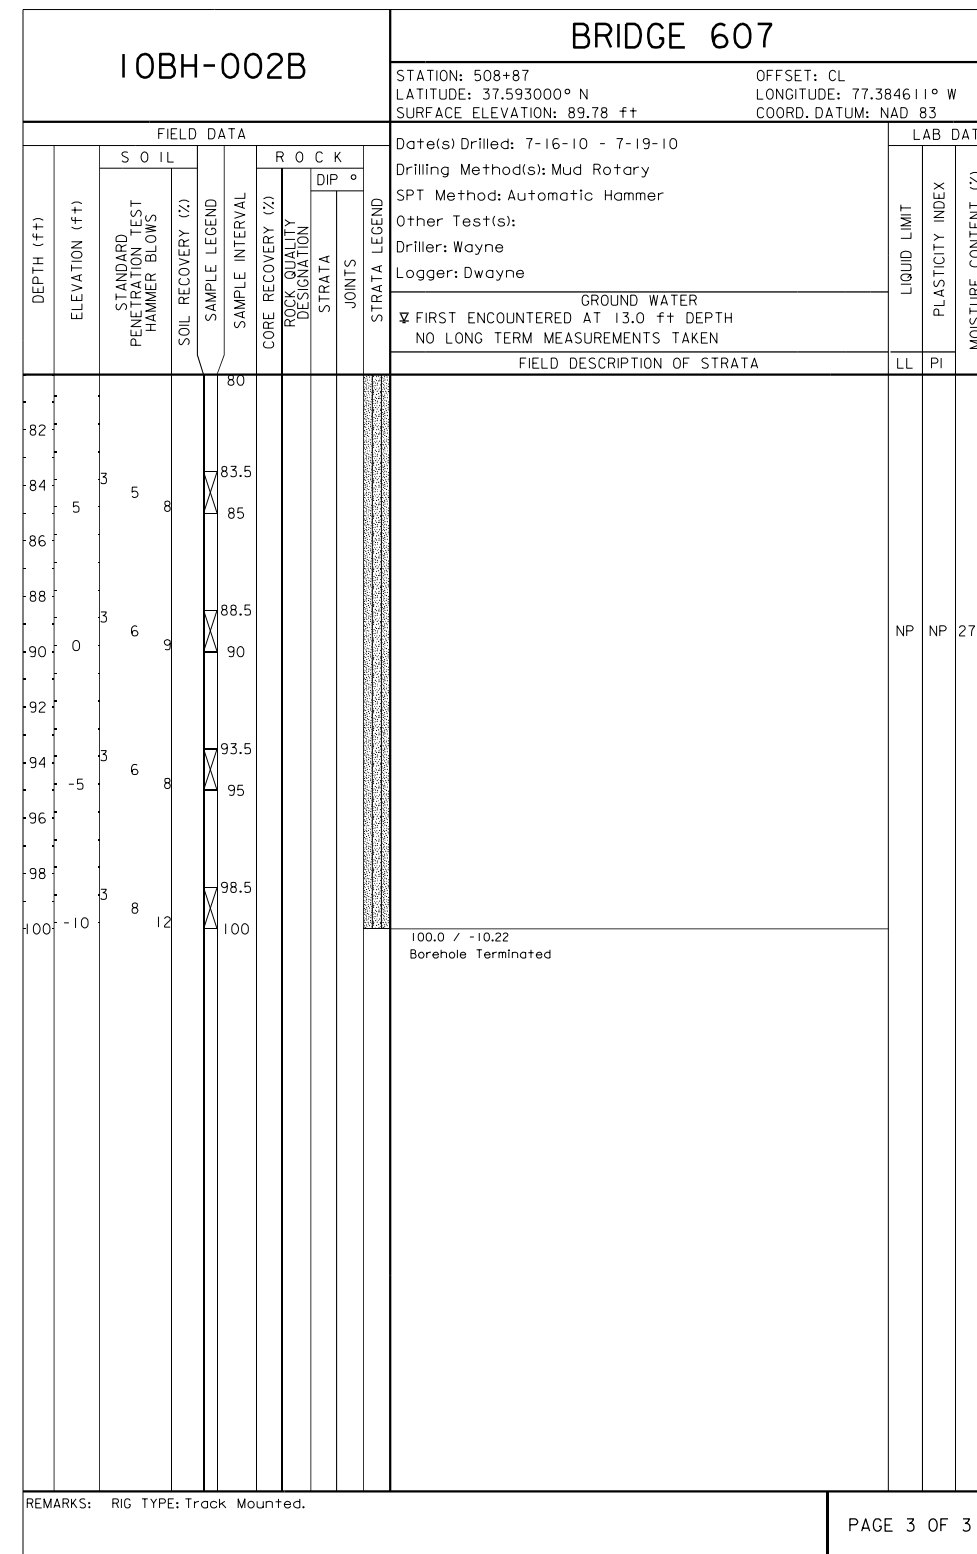 10BH-002B
BRIDGE 607
STATION: 508+87
OFFSET: CL
LATITUDE: 37.593000° N
LONGITUDE: 77.384611° W
SURFACE ELEVATION: 89.78 ft
COORD. DATUM: NAD 83
FIELD DATA
Date(s) Drilled: 7-16-10 - 7-19-10
Drilling Method(s): Mud Rotary
SPT Method: Automatic Hammer
Other Test(s):
Driller: Wayne
Logger: Dwayne
GROUND WATER
FIRST ENCOUNTERED AT 13.0 ft DEPTH
NO LONG TERM MEASUREMENTS TAKEN
FIELD DESCRIPTION OF STRATA
LAB DAT
SOIL
ROCK
DIP °
DEPTH (ft)
ELEVATION (ft)
STANDARD
PENETRATION TEST
HAMMER BLOWS
SOIL RECOVERY (%)
SAMPLE LEGEND
SAMPLE INTERVAL
CORE RECOVERY (%)
ROCK QUALITY
DESIGNATION
STRATA
JOINTS
STRATA LEGEND
LIQUID LIMIT
PLASTICITY INDEX
MOISTURE CONTENT (%)
LL PI
80
82
3 83.5
84 5
5 8 85
86
88
3 88.5
6 NP NP 27
90 0 9 90
92
3 93.5
94 6
-5 8 95
96
98
3 98.5
8
100 -10 12 100
100.0 / -10.22
Borehole Terminated
REMARKS: RIG TYPE: Track Mounted.
PAGE 3 OF 3